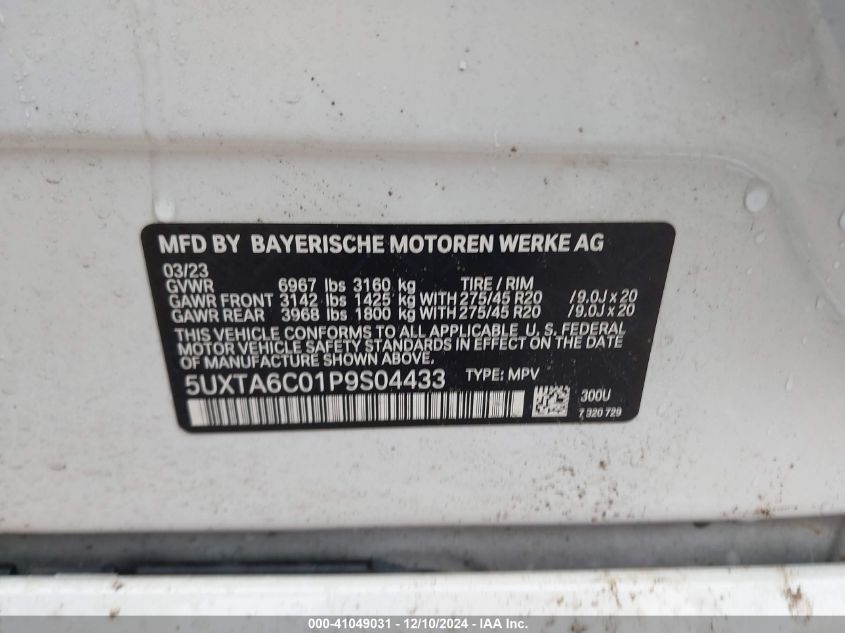 MFD BY BAYERISCHE MOTOREN WERKE AG
03/23
GVWR 6967 lbs 3160 kg TIRE / RIM
GAWR FRONT 3142 lbs 1425 kg WITH 275/45 R20 /9.0J x 20
GAWR REAR 3968 lbs 1800 kg WITH 275/45 R20 /9.0J x 20
THIS VEHICLE CONFORMS TO ALL APPLICABLE U. S. FEDERAL
MOTOR VEHICLE SAFETY STANDARDS IN EFFECT ON THE DATE
OF MANUFACTURE SHOWN ABOVE.
5UXTA6C01P9S04433 TYPE: MPV
300U
7 320 729
000-41049031 - 12/10/2024 - IAA Inc.